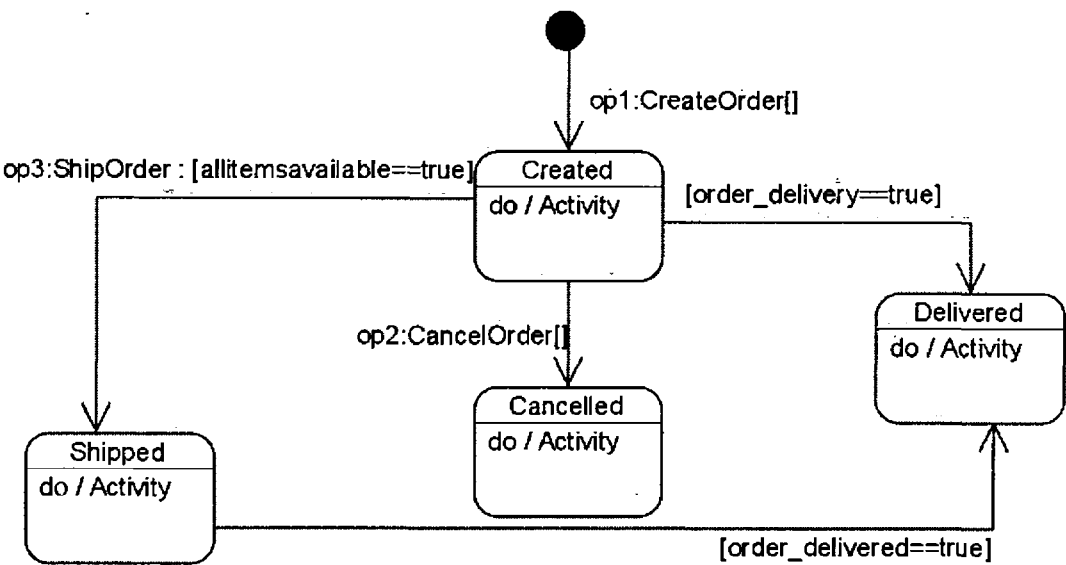 op1:CreateOrder[]
op3:ShipOrder : [allitemsavailable==true]
Created
do / Activity
[order_delivery==true]
Delivered
do / Activity
op2:CancelOrder[]
Cancelled
do / Activity
Shipped
do / Activity
[order_delivered==true]